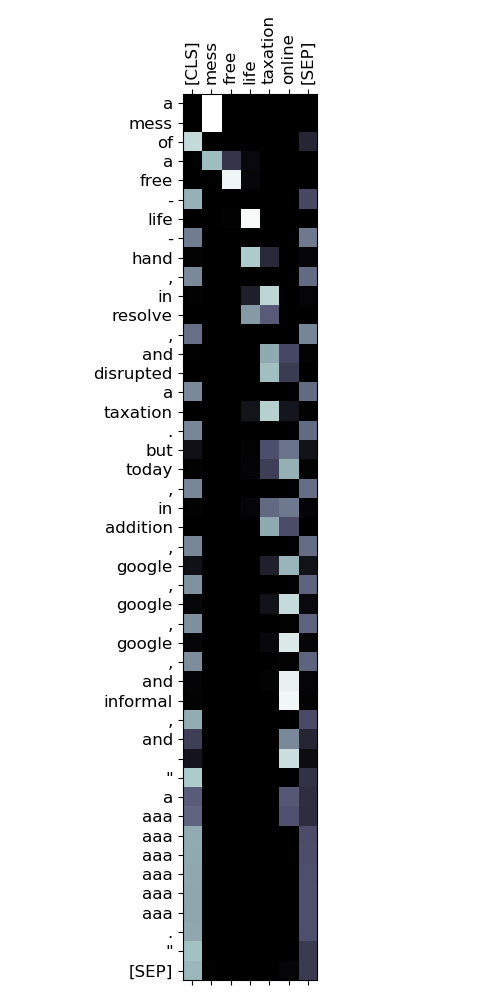 [CLS]
mess
free
life
taxation
online
[SEP]
a
mess
of
a
free
-
life
-
hand
,
in
resolve
,
and
disrupted
a
taxation
.
but
today
,
in
addition
,
google
,
google
,
google
,
and
informal
,
and
-
"
a
aaa
aaa
aaa
aaa
aaa
.
"
[SEP]